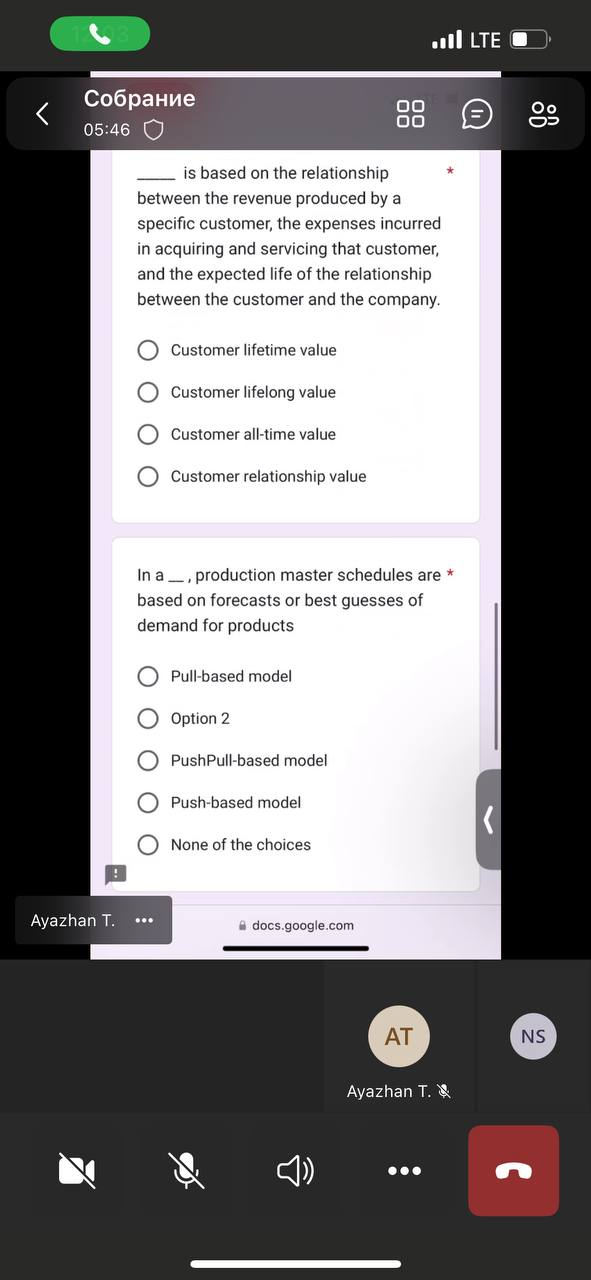 LTE
Собрание
05:46
_____ is based on the relationship *
between the revenue produced by a
specific customer, the expenses incurred
in acquiring and servicing that customer,
and the expected life of the relationship
between the customer and the company.
Customer lifetime value
Customer lifelong value
Customer all-time value
Customer relationship value
In a __ , production master schedules are *
based on forecasts or best guesses of
demand for products
Pull-based model
Option 2
PushPull-based model
Push-based model
None of the choices
Ayazhan T.
docs.google.com
AT
NS
Ayazhan T.